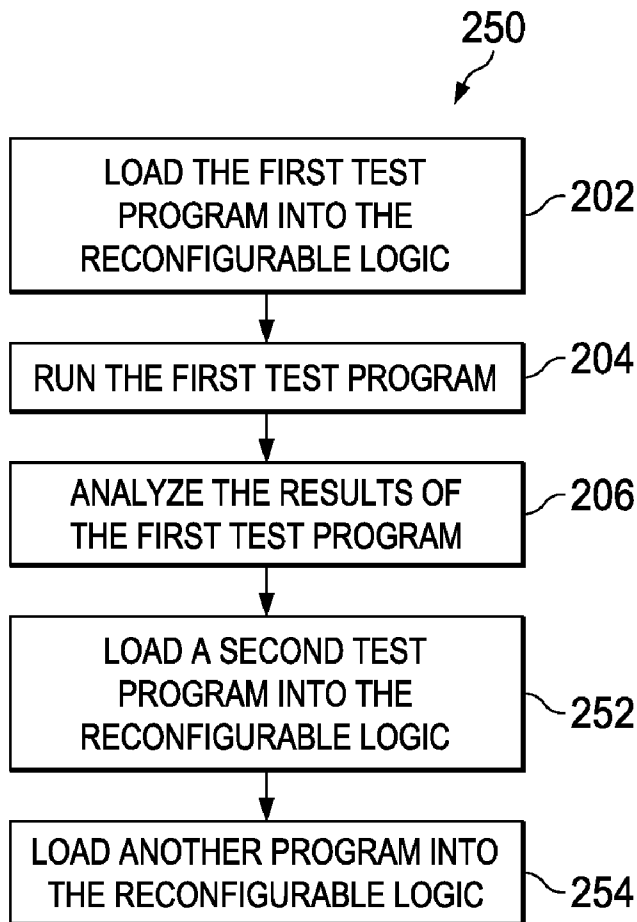 250
LOAD THE FIRST TEST
PROGRAM INTO THE
RECONFIGURABLE LOGIC
202
RUN THE FIRST TEST PROGRAM
204
ANALYZE THE RESULTS OF
THE FIRST TEST PROGRAM
206
LOAD A SECOND TEST
PROGRAM INTO THE
RECONFIGURABLE LOGIC
252
LOAD ANOTHER PROGRAM INTO
THE RECONFIGURABLE LOGIC
254